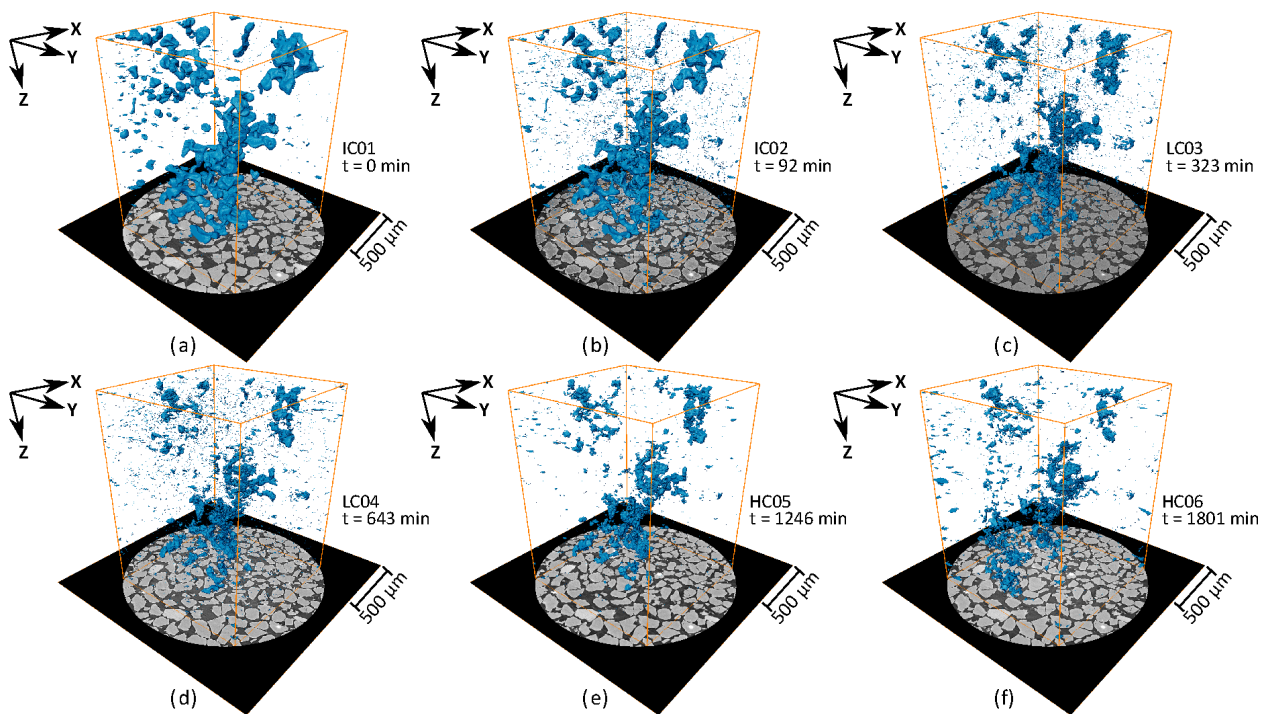 X
Y
Z
IC01
t = 0 min
500 µm
(a)
X
Y
Z
IC02
t = 92 min
500 µm
(b)
X
Y
Z
LC03
t = 323 min
500 µm
(c)
X
Y
Z
LC04
t = 643 min
500 µm
(d)
X
Y
Z
HC05
t = 1246 min
500 µm
(e)
X
Y
Z
HC06
t = 1801 min
500 µm
(f)